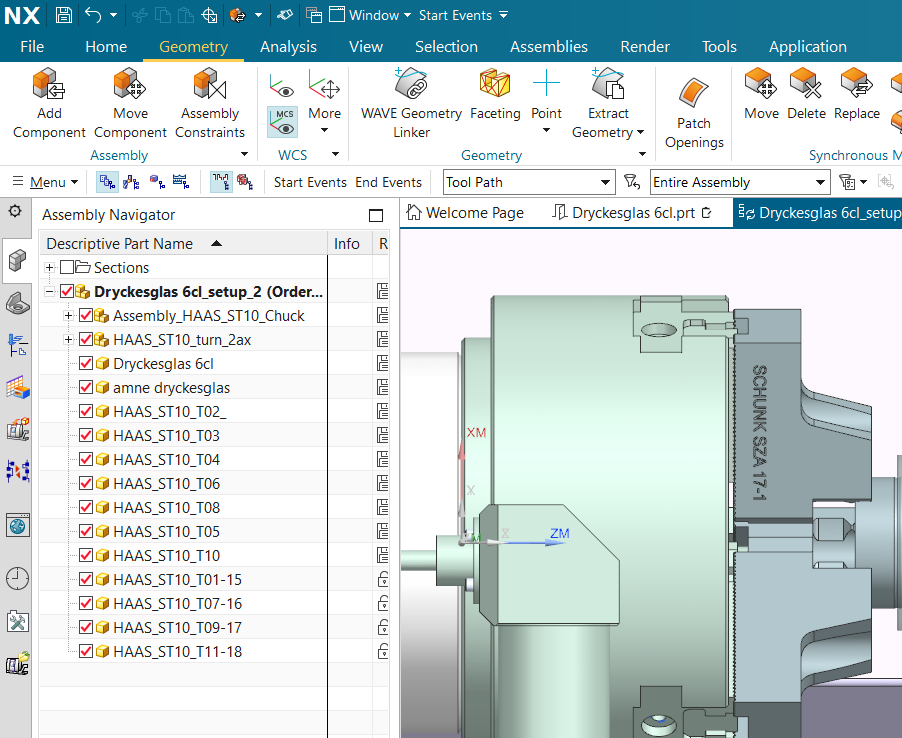 NX Window Start Events
File Home Geometry Analysis View Selection Assemblies Render Tools Application
Add Component Move Component Assembly Constraints MCS More WAVE Geometry Linker Faceting Point Extract Geometry Patch Openings Move Delete Replace
Assembly WCS Geometry Synchronous M
Menu Start Events End Events Tool Path Entire Assembly
Assembly Navigator
Welcome Page Dryckesglas 6cl.prt Dryckesglas 6cl_setup
Descriptive Part Name Info R
Sections
Dryckesglas 6cl_setup_2 (Order...
Assembly_HAAS_ST10_Chuck
HAAS_ST10_turn_2ax
Dryckesglas 6cl
amne dryckesglas
HAAS_ST10_T02_
HAAS_ST10_T03
HAAS_ST10_T04
HAAS_ST10_T06
HAAS_ST10_T08
HAAS_ST10_T05
HAAS_ST10_T10
HAAS_ST10_T01-15
HAAS_ST10_T07-16
HAAS_ST10_T09-17
HAAS_ST10_T11-18
SCHUNK SZA 17-1
XM
X
X
ZM